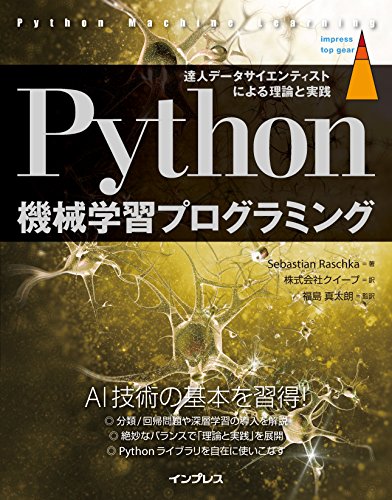 Python Machine Learning
impress
top gear
達人データサイエンティスト
による理論と実践
Python
機械学習プログラミング
Sebastian Raschka=著
株式会社クイープ=訳
福島 真太朗=監訳
AI技術の基本を習得!
◎ 分類/回帰問題や深層学習の導入を解説
◎ 絶妙なバランスで「理論と実践」を展開
◎ Pythonライブラリを自在に使いこなす
インプレス